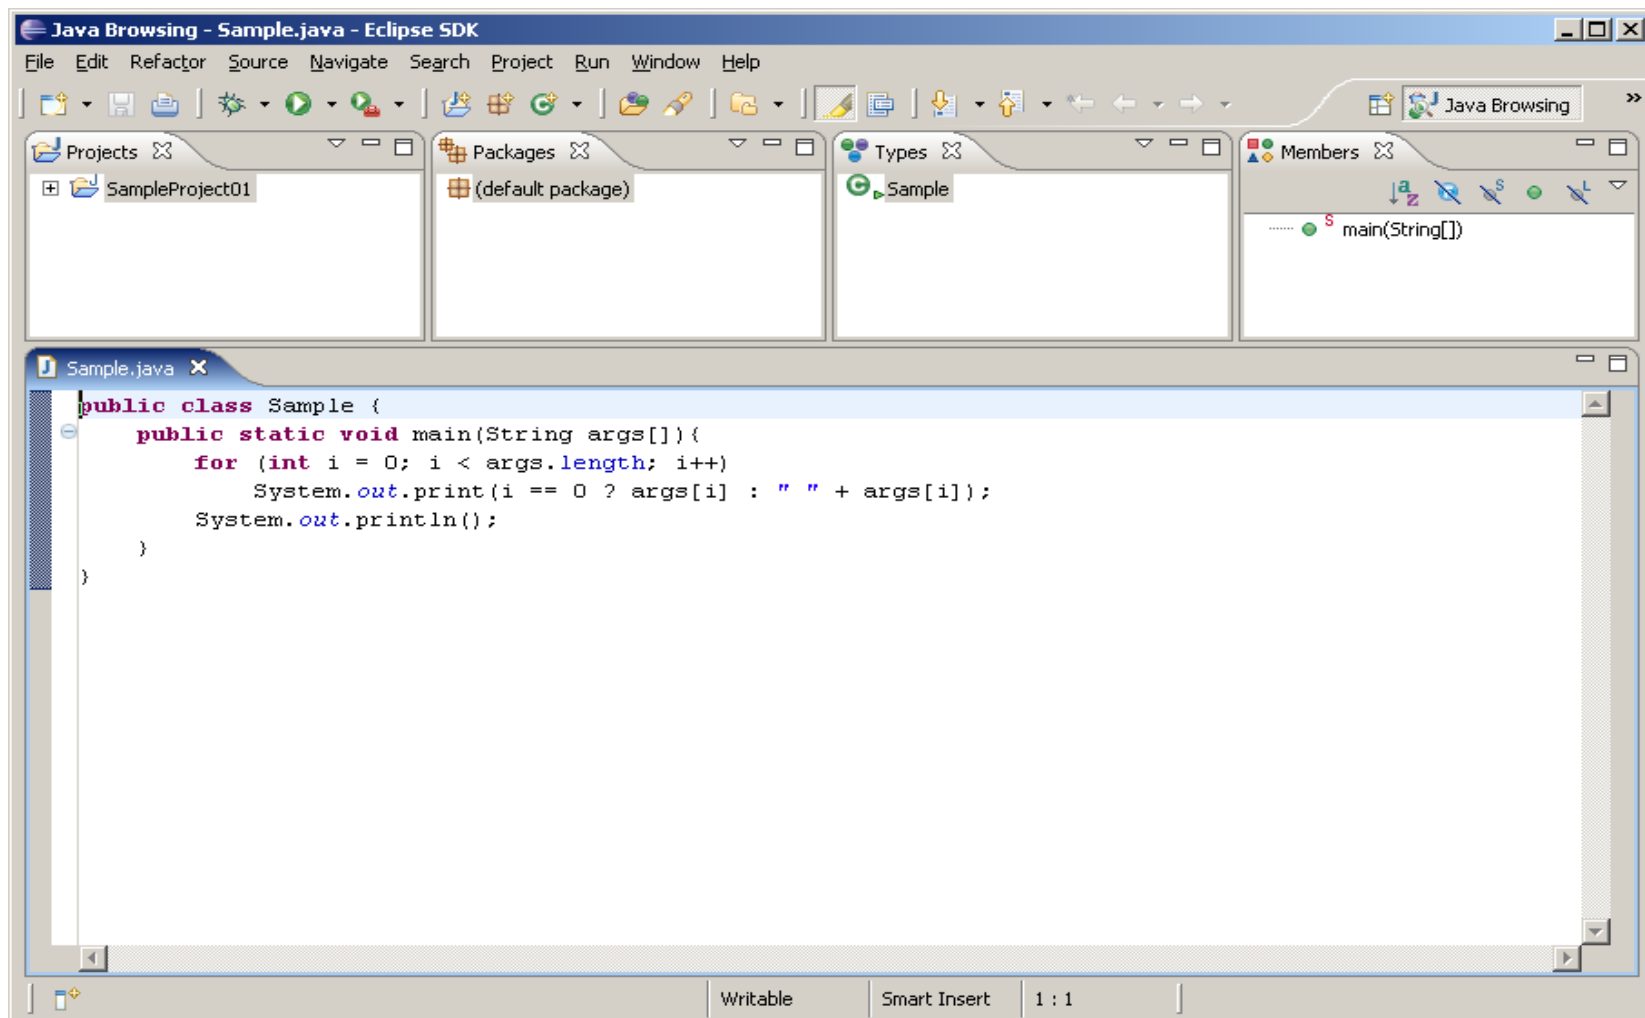 Java Browsing - Sample.java - Eclipse SDK
File Edit Refactor Source Navigate Search Project Run Window Help
Java Browsing
Projects
Packages
Types
Members
SampleProject01
(default package)
Sample
main(String[])
Sample.java
public class Sample {
public static void main(String args[]){
for (int i = 0; i < args.length; i++)
System.out.print(i == 0 ? args[i] : " " + args[i]);
System.out.println();
}
}
Writable
Smart Insert
1 : 1